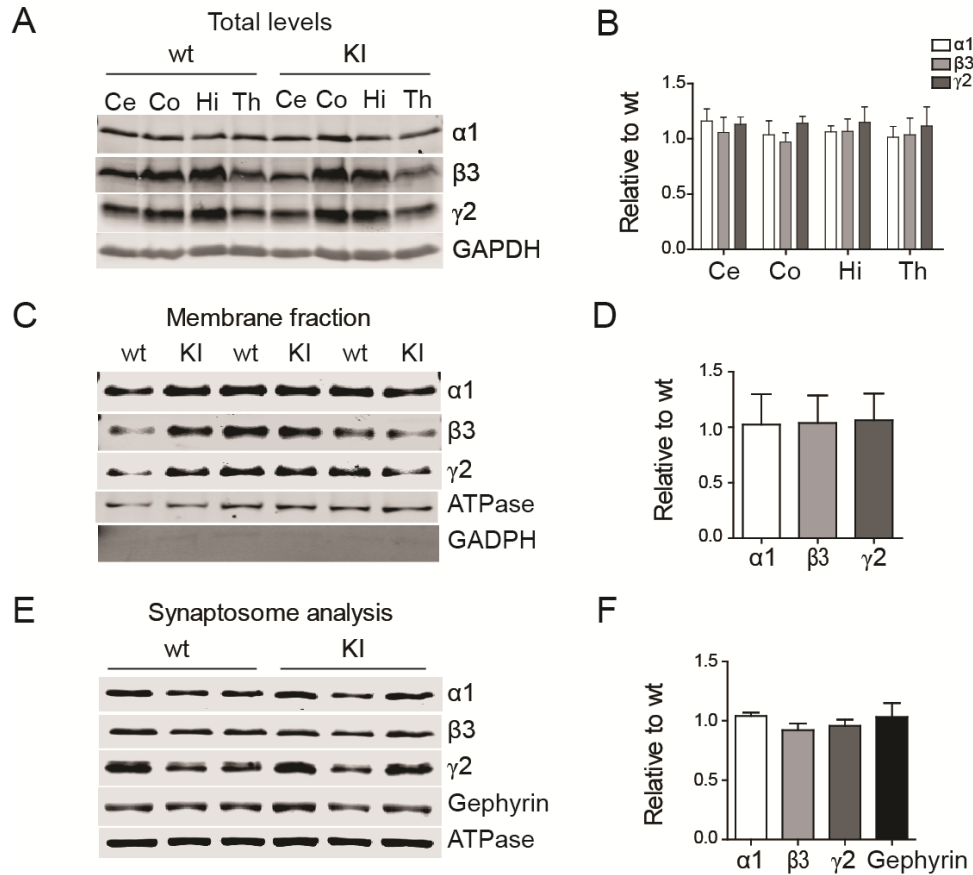 A
Total levels
wt KI
Ce Co Hi Th Ce Co Hi Th
α1
β3
γ2
GAPDH
B
α1
β3
γ2
Relative to wt
1.5
1.0
0.5
1.0
Ce Co Hi Th
C
Membrane fraction
wt KI wt KI wt KI
α1
β3
γ2
ATPase
GADPH
D
Relative to wt
1.5
1.0
0.5
1.0
α1 β3 γ2
E
Synaptosome analysis
wt KI
α1
β3
γ2
Gephyrin
ATPase
F
Relative to wt
1.5
1.0
0.5
1.0
α1 β3 γ2 Gephyrin